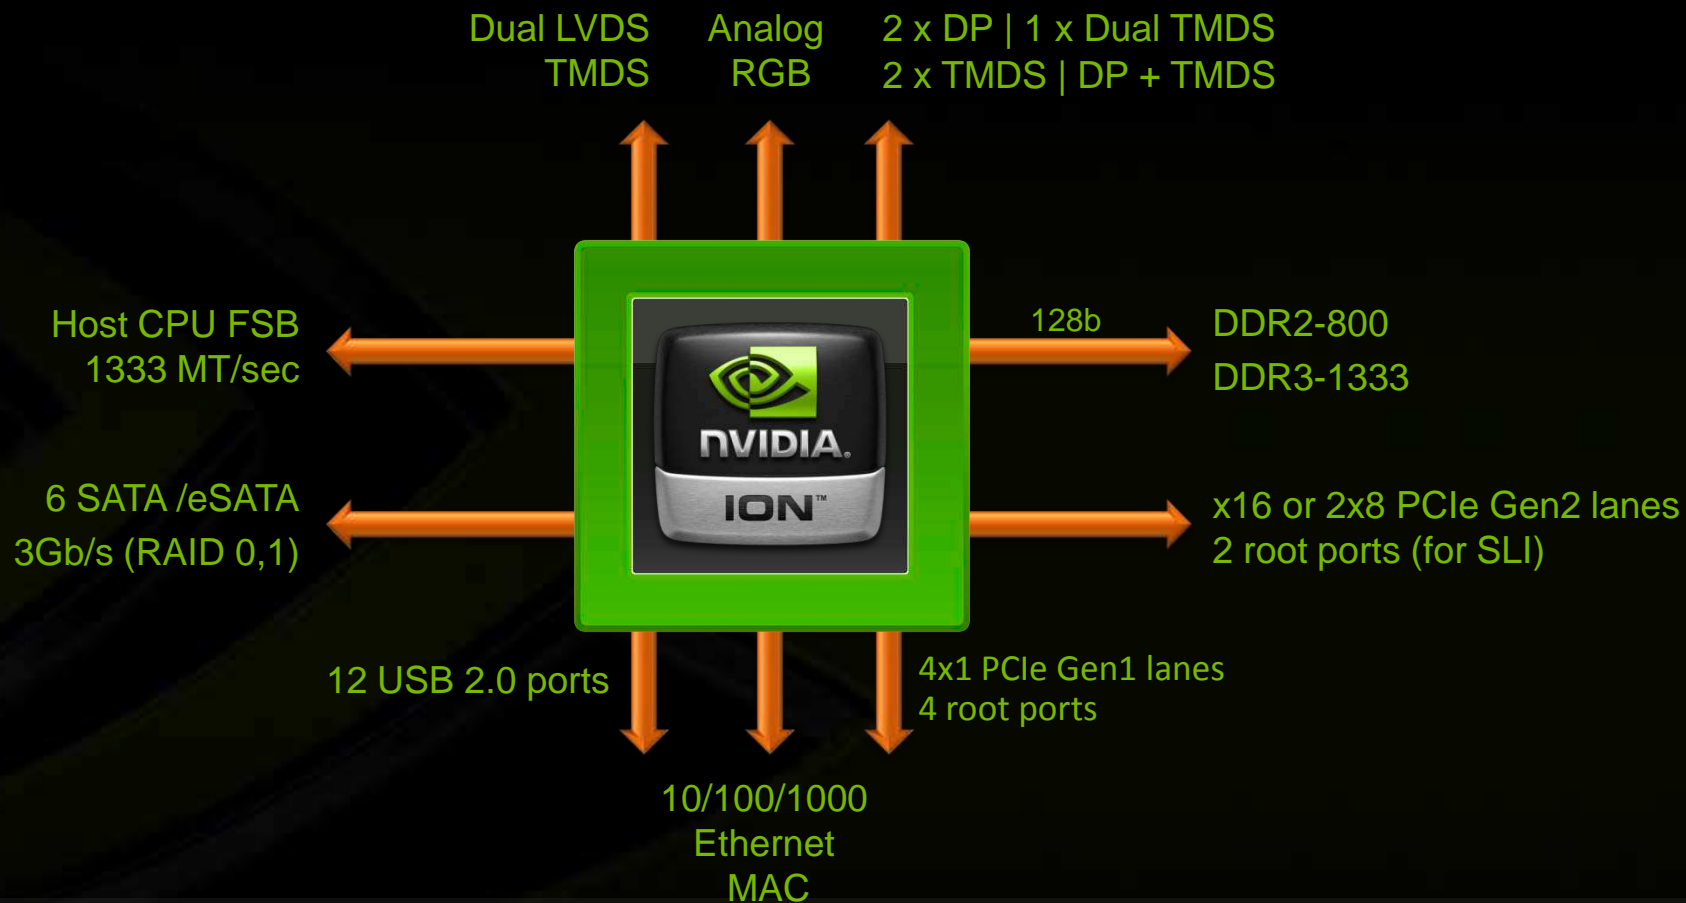 Dual LVDS
TMDS
Analog
RGB
2 x DP | 1 x Dual TMDS
2 x TMDS | DP + TMDS
Host CPU FSB
1333 MT/sec
128b
DDR2-800
DDR3-1333
NVIDIA®
ION™
6 SATA /eSATA
3Gb/s (RAID 0,1)
x16 or 2x8 PCIe Gen2 lanes
2 root ports (for SLI)
12 USB 2.0 ports
4x1 PCIe Gen1 lanes
4 root ports
10/100/1000
Ethernet
MAC